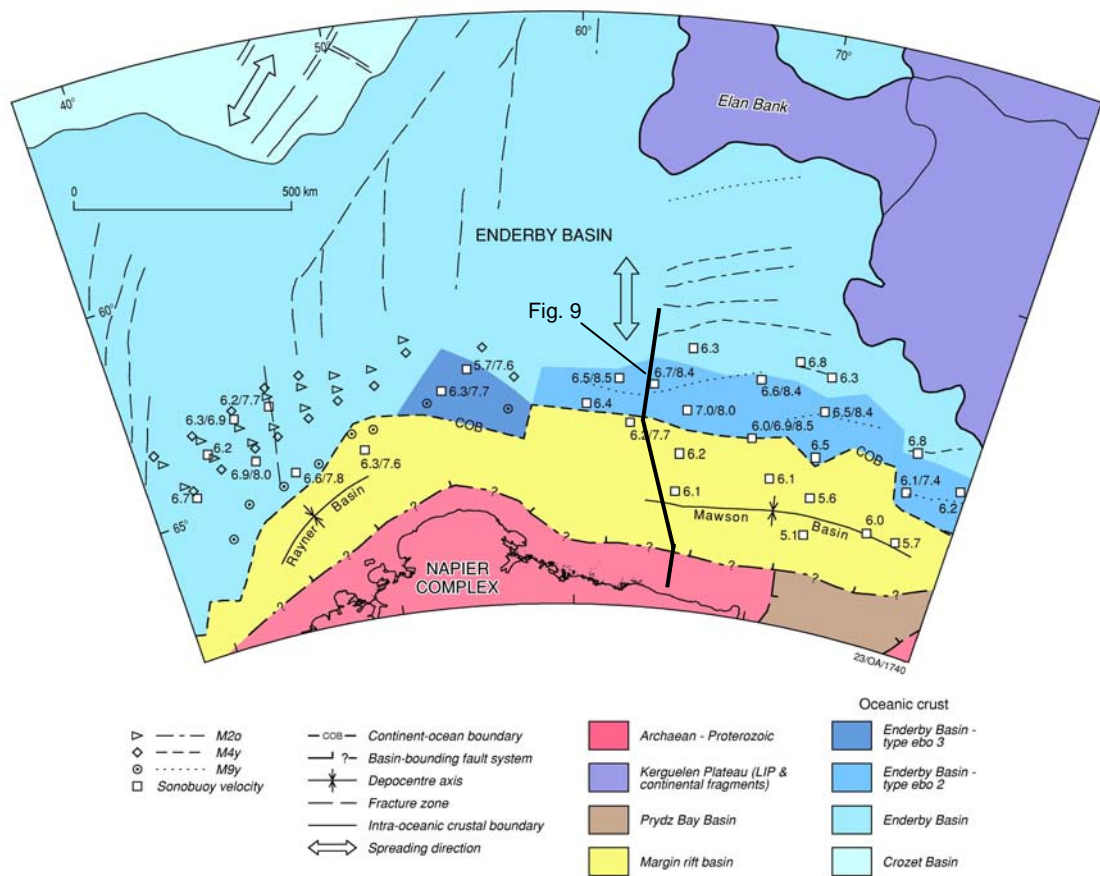 40°
50°
60°
70°
Elan Bank
0
500 km
ENDERBY BASIN
60°
Fig. 9
6.3
6.8
6.3
5.7/7.6
6.3/7.7
6.5/8.5
6.7/8.4
6.6/8.4
6.4
7.0/8.0
6.5/8.4
6.2/7.7
6.3/6.9
6.2
6.9/8.0
6.7
6.6/7.8
6.3/7.6
COB
6.2/7.7
6.0/6.9/8.5
6.2
6.5
COB
6.8
6.1/7.4
6.2
6.1
6.1
5.6
Mawson Basin
6.0
5.1
5.7
Rayner Basin
65°
?
?
?
?
?
?
?
?
?
NAPIER
COMPLEX
23/OA/1740
M2o
M4y
M9y
Sonobuoy velocity
COB
Continent-ocean boundary
?
Basin-bounding fault system
Depocentre axis
Fracture zone
Intra-oceanic crustal boundary
Spreading direction
Archaean - Proterozoic
Kerguelen Plateau (LIP &
continental fragments)
Prydz Bay Basin
Margin rift basin
Oceanic crust
Enderby Basin -
type ebo 3
Enderby Basin -
type ebo 2
Enderby Basin
Crozet Basin